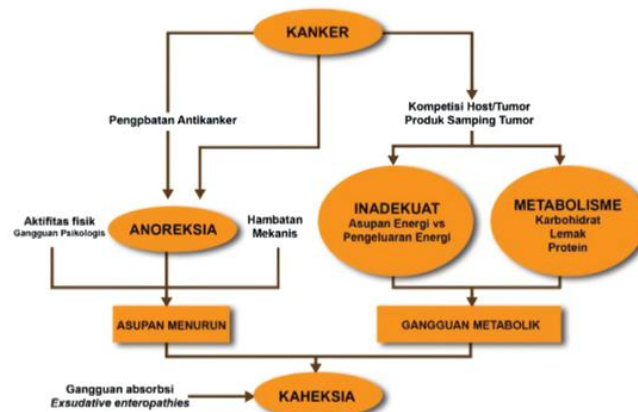 KANKER
Pengpbatan Antikanker
Kompetisi Host/Tumor
Produk Samping Tumor
Aktifitas fisik
Gangguan Psikologis
ANOREKSIA
Hambatan
Mekanis
INADEKUAT
Asupan Energi vs
Pengeluaran Energi
METABOLISME
Karbohidrat
Lemak
Protein
ASUPAN MENURUN
GANGGUAN METABOLIK
Gangguan absorbsi
Exsudative enteropathies
KAHEKSIA